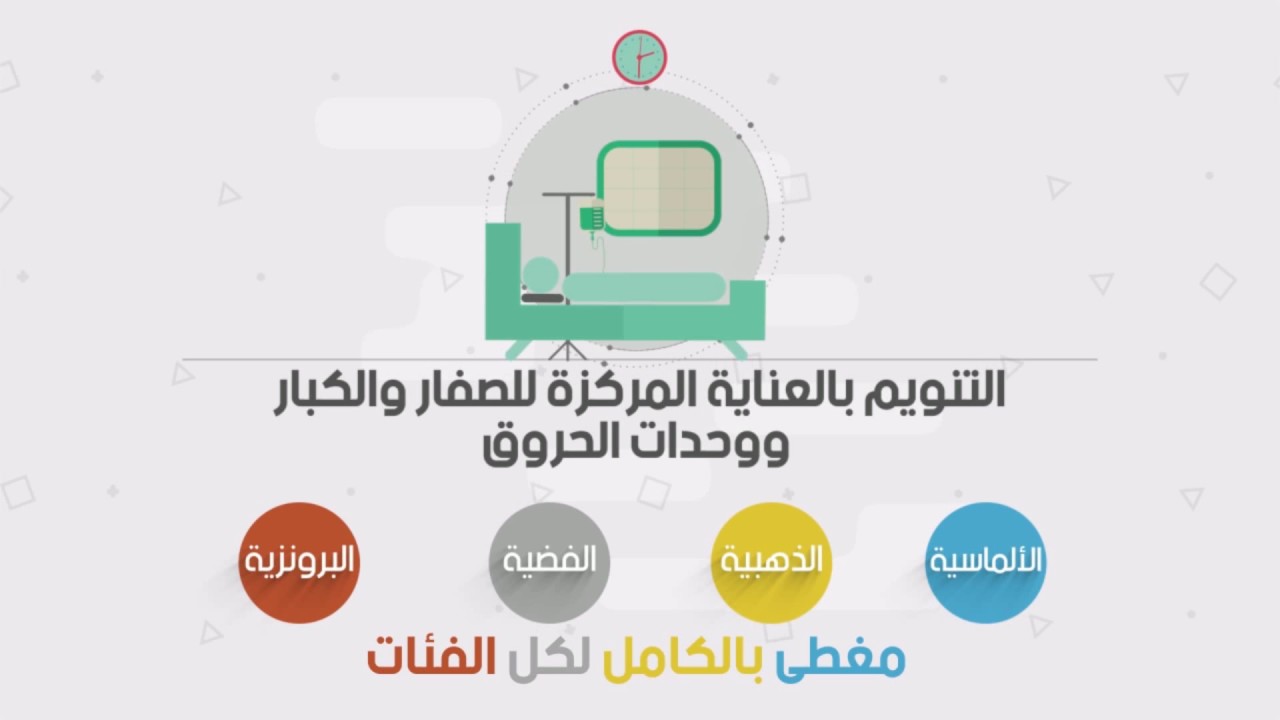 التنويم بالعناية المركزة للصغار والكبار
ووحدات الحروق
الألماسية
الذهبية
الفضية
البرونزية
مغطى بالكامل لكل الفئات